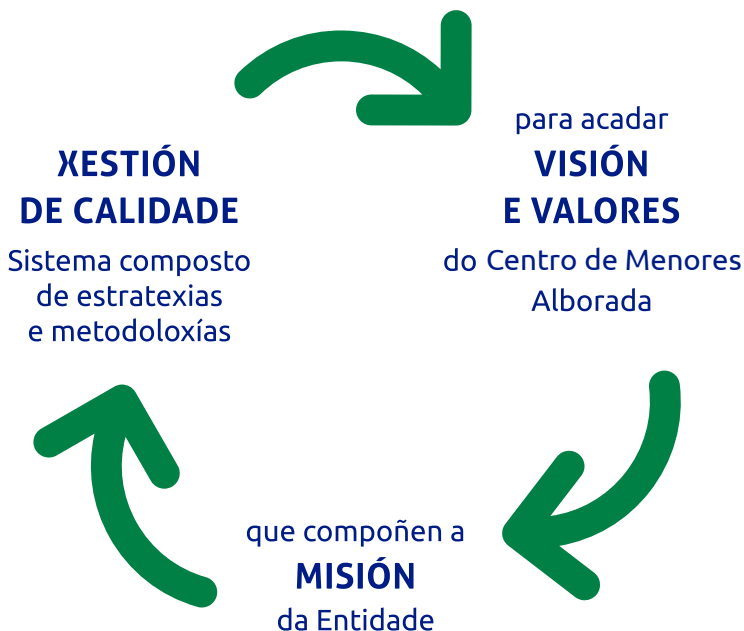 XESTIÓN
DE CALIDADE
Sistema composto
de estratexias
e metodoloxías
para acadar
VISIÓN
E VALORES
do Centro de Menores
Alborada
que compoñen a
MISIÓN
da Entidade